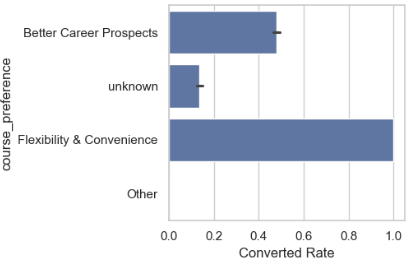 course_preference
Better Career Prospects
unknown
Flexibility & Convenience
Other
0.0 0.2 0.4 0.6 0.8 1.0
Converted Rate